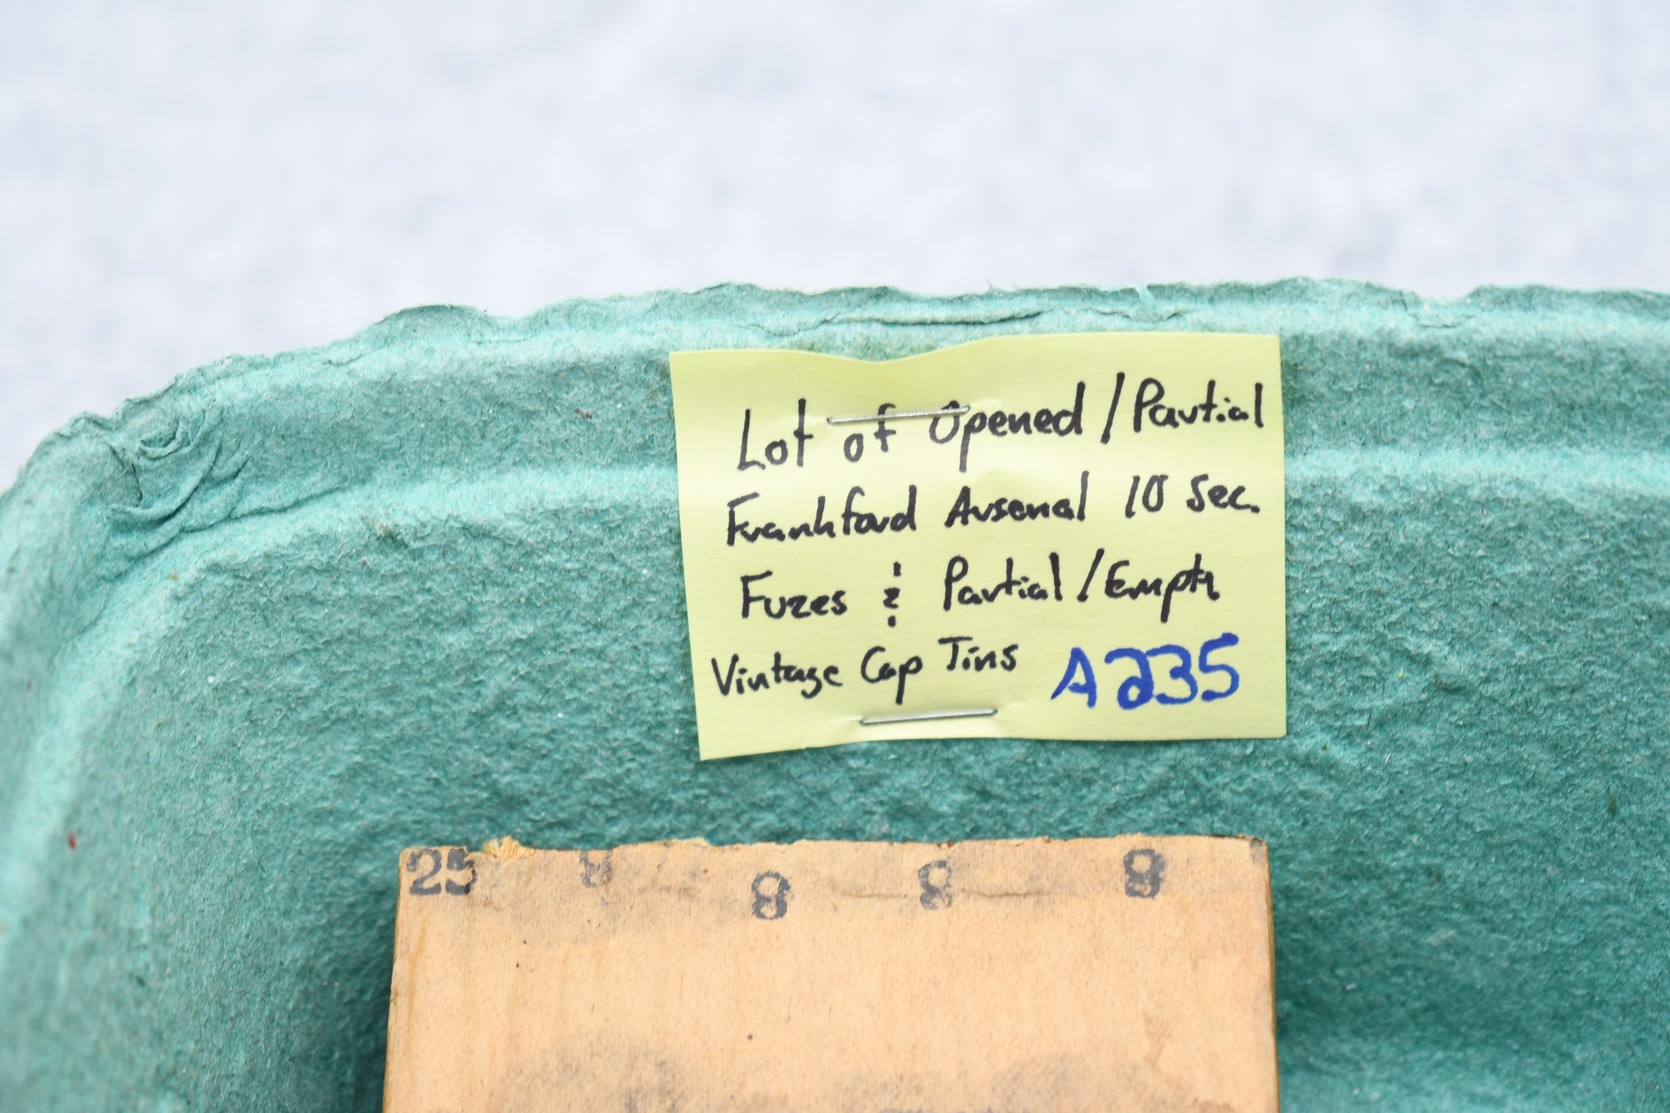 Lot of Opened / Partial
Frankford Arsenal 10 Sec.
Fuzes & Partial / Empty
Vintage Cap Tins A235
25 8 8 8 8